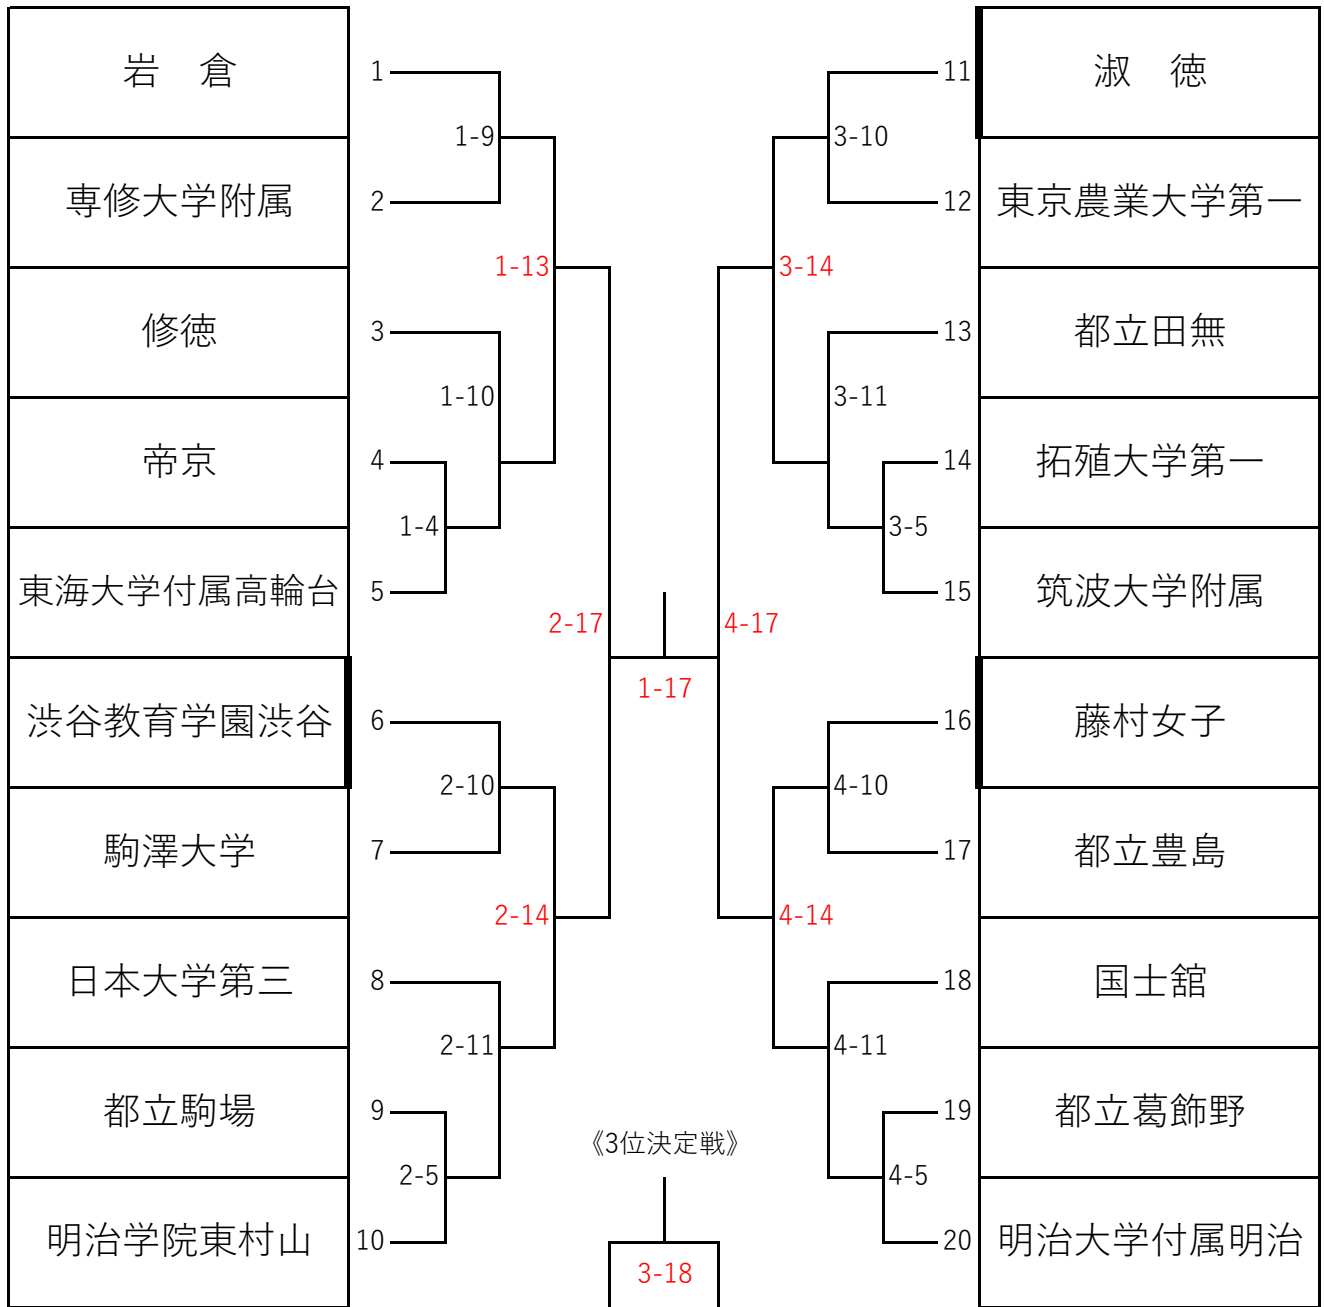 岩　倉
1
11
淑　徳
1-9
3-10
専修大学附属
2
12
東京農業大学第一
1-13
3-14
修徳
3
13
都立田無
1-10
3-11
帝京
4
14
拓殖大学第一
1-4
3-5
東海大学付属高輪台
5
15
筑波大学附属
2-17
4-17
1-17
渋谷教育学園渋谷
6
16
藤村女子
2-10
4-10
駒澤大学
7
17
都立豊島
2-14
4-14
日本大学第三
8
18
国士舘
2-11
4-11
都立駒場
9
19
都立葛飾野
《3位決定戦》
2-5
4-5
明治学院東村山
10
20
明治大学付属明治
3-18